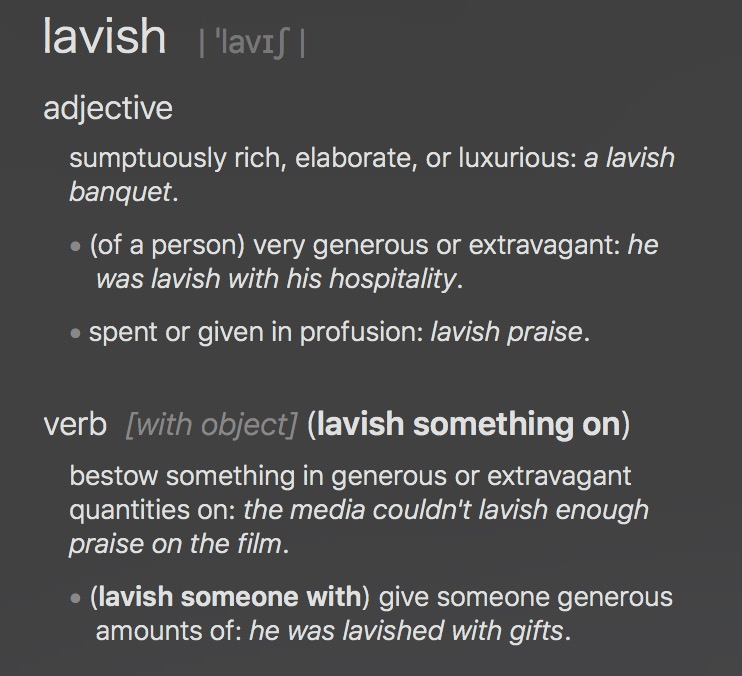 lavish | ˈlavɪʃ |
adjective
sumptuously rich, elaborate, or luxurious: a lavish
banquet.
• (of a person) very generous or extravagant: he
was lavish with his hospitality.
• spent or given in profusion: lavish praise.
verb [with object] (lavish something on)
bestow something in generous or extravagant
quantities on: the media couldn't lavish enough
praise on the film.
• (lavish someone with) give someone generous
amounts of: he was lavished with gifts.